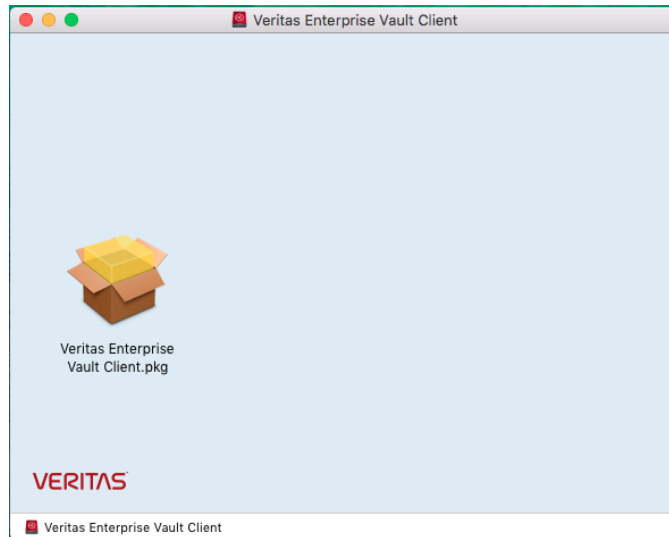 Veritas Enterprise Vault Client
Veritas Enterprise
Vault Client.pkg
VERITAS
Veritas Enterprise Vault Client